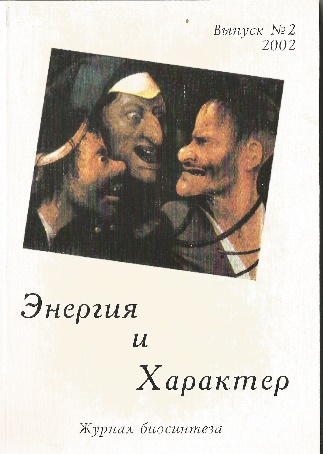 Выпуск №2
2002
Энергия
и
Характер
Журнал биосинтеза